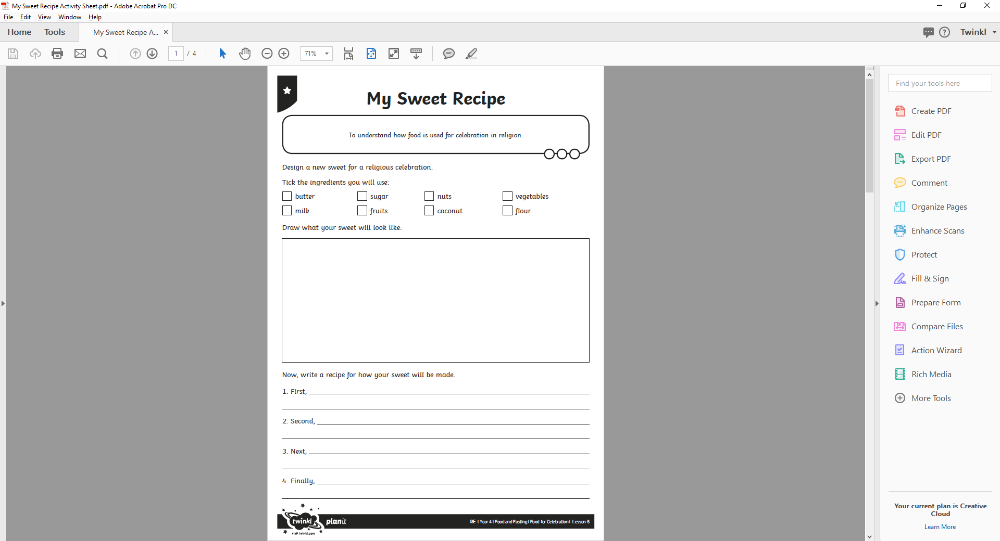 My Sweet Recipe Activity Sheet.pdf - Adobe Acrobat Pro DC
File Edit View Window Help
Home Tools My Sweet Recipe A... Twinkl
1 / 4 71%
My Sweet Recipe
To understand how food is used for celebration in religion.
Design a new sweet for a religious celebration.
Tick the ingredients you will use:
butter sugar nuts vegetables
milk fruits coconut flour
Draw what your sweet will look like:
Now, write a recipe for how your sweet will be made.
1. First,
2. Second,
3. Next,
4. Finally,
twinkl planit
visit twinkl.com
RE | Year 4 | Food and Fasting | Food for Celebration | Lesson 5
Find your tools here
Create PDF
Edit PDF
Export PDF
Comment
Organize Pages
Enhance Scans
Protect
Fill & Sign
Prepare Form
Compare Files
Action Wizard
Rich Media
More Tools
Your current plan is Creative
Cloud
Learn More